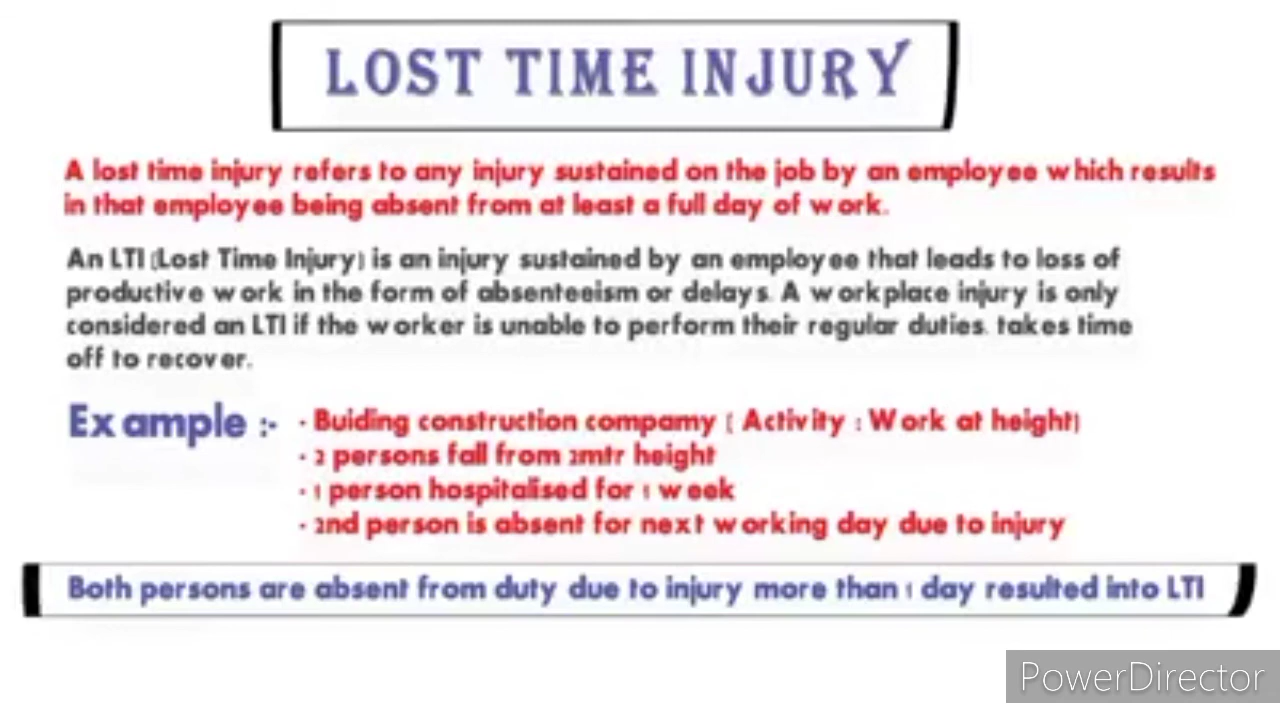 LOST TIME INJURY
A lost time injury refers to any injury sustained on the job by an employee which results
in that employee being absent from at least a full day of work.
An LTI (Lost Time Injury) is an injury sustained by an employee that leads to loss of
productive work in the form of absenteeism or delays. A workplace injury is only
considered an LTI if the worker is unable to perform their regular duties, takes time
off to recover.
Example :- · Buiding construction compamy ( Activity : Work at height)
· 2 persons fall from 2mtr height
· 1 person hospitalised for 1 week
· 2nd person is absent for next working day due to injury
Both persons are absent from duty due to injury more than 1 day resulted into LTI
PowerDirector